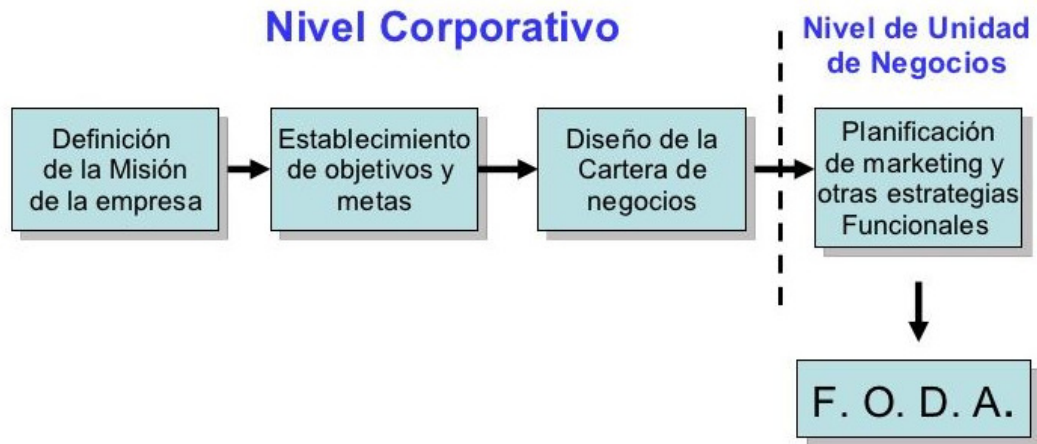 Nivel Corporativo
Nivel de Unidad
de Negocios
Definición
de la Misión
de la empresa
Establecimiento
de objetivos y
metas
Diseño de la
Cartera de
negocios
Planificación
de marketing y
otras estrategias
Funcionales
F. O. D. A.